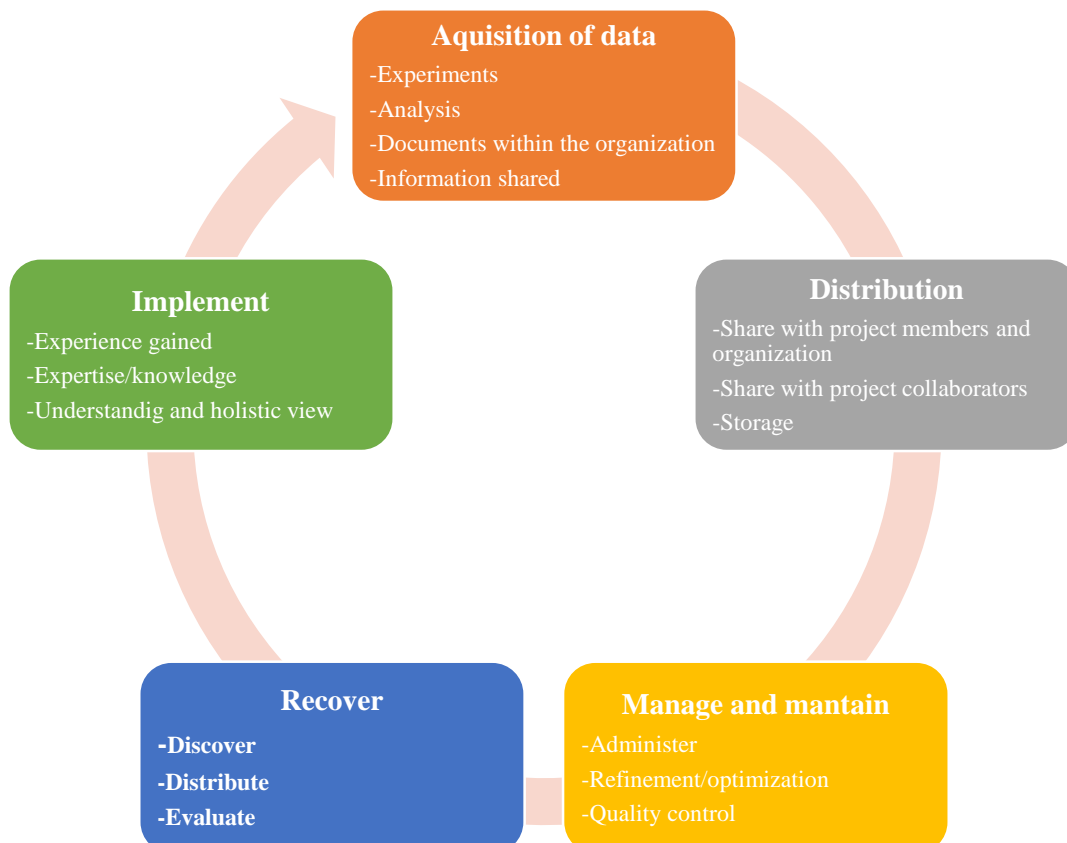 Aquisition of data
-Experiments
-Analysis
-Documents within the organization
-Information shared
Distribution
-Share with project members and
organization
-Share with project collaborators
-Storage
Manage and mantain
-Administer
-Refinement/optimization
-Quality control
Recover
-Discover
-Distribute
-Evaluate
Implement
-Experience gained
-Expertise/knowledge
-Understandig and holistic view